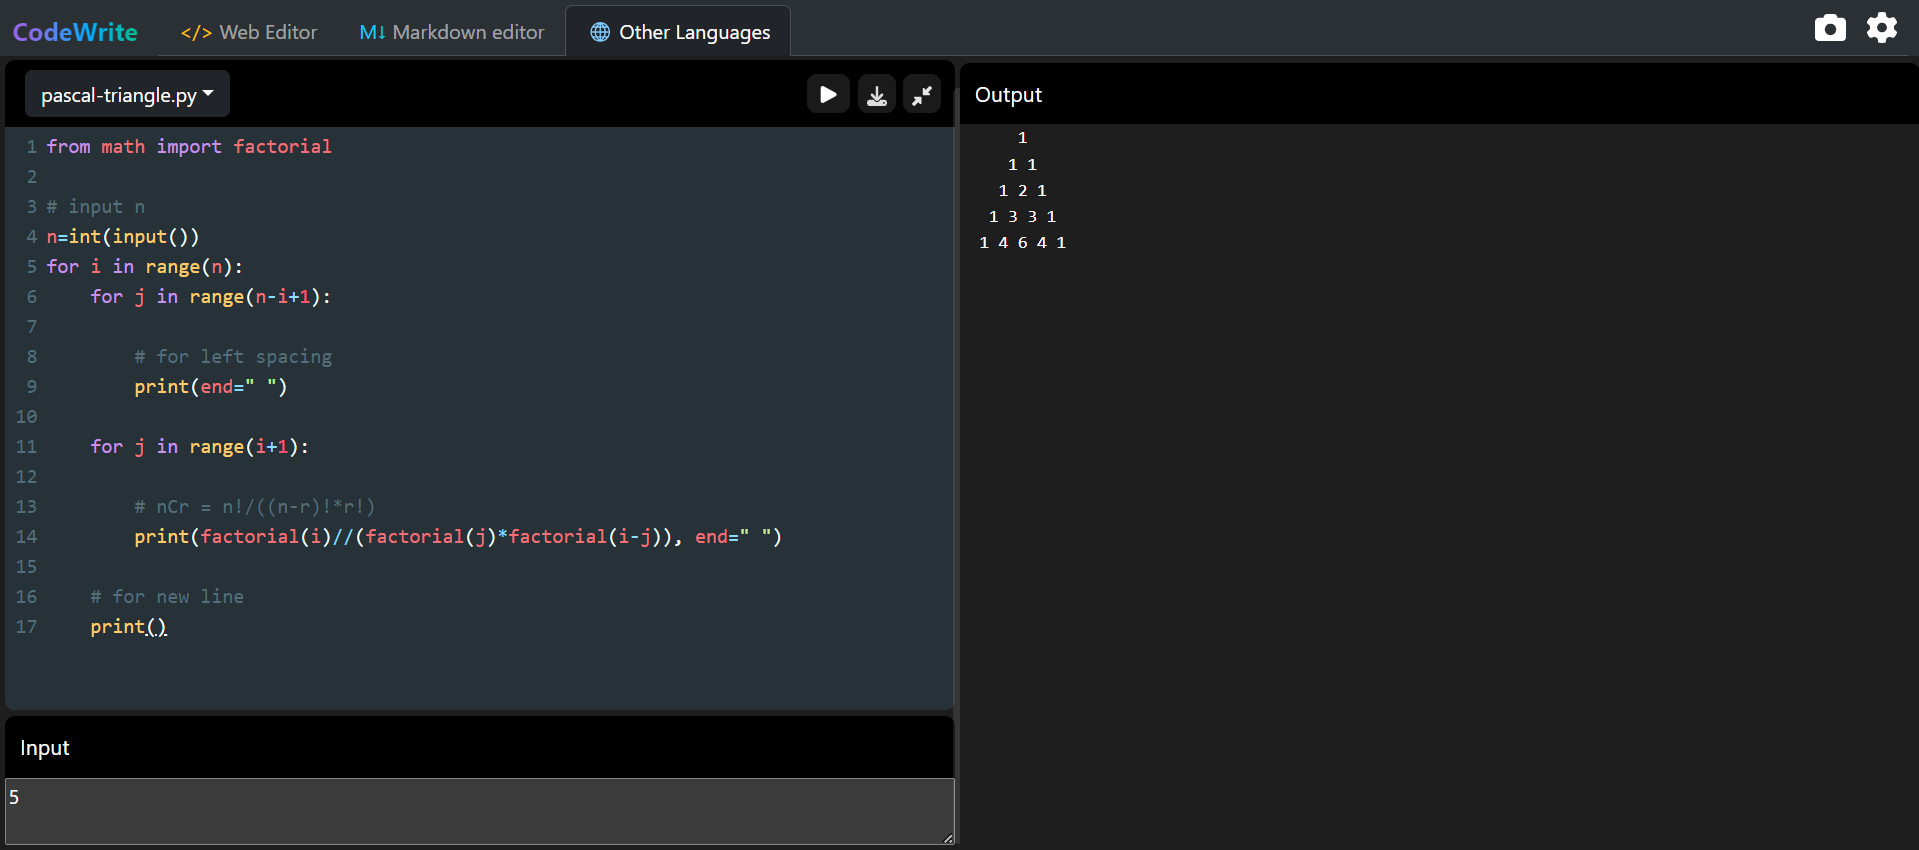 CodeWrite
</> Web Editor
M↓ Markdown editor
Other Languages
pascal-triangle.py
1 from math import factorial
2
3 # input n
4 n=int(input())
5 for i in range(n):
6     for j in range(n-i+1):
7
8         # for left spacing
9         print(end=" ")
10
11     for j in range(i+1):
12
13         # nCr = n!/((n-r)!*r!)
14         print(factorial(i)//(factorial(j)*factorial(i-j)), end=" ")
15
16     # for new line
17     print()
Input
5
Output
1
1 1
1 2 1
1 3 3 1
1 4 6 4 1